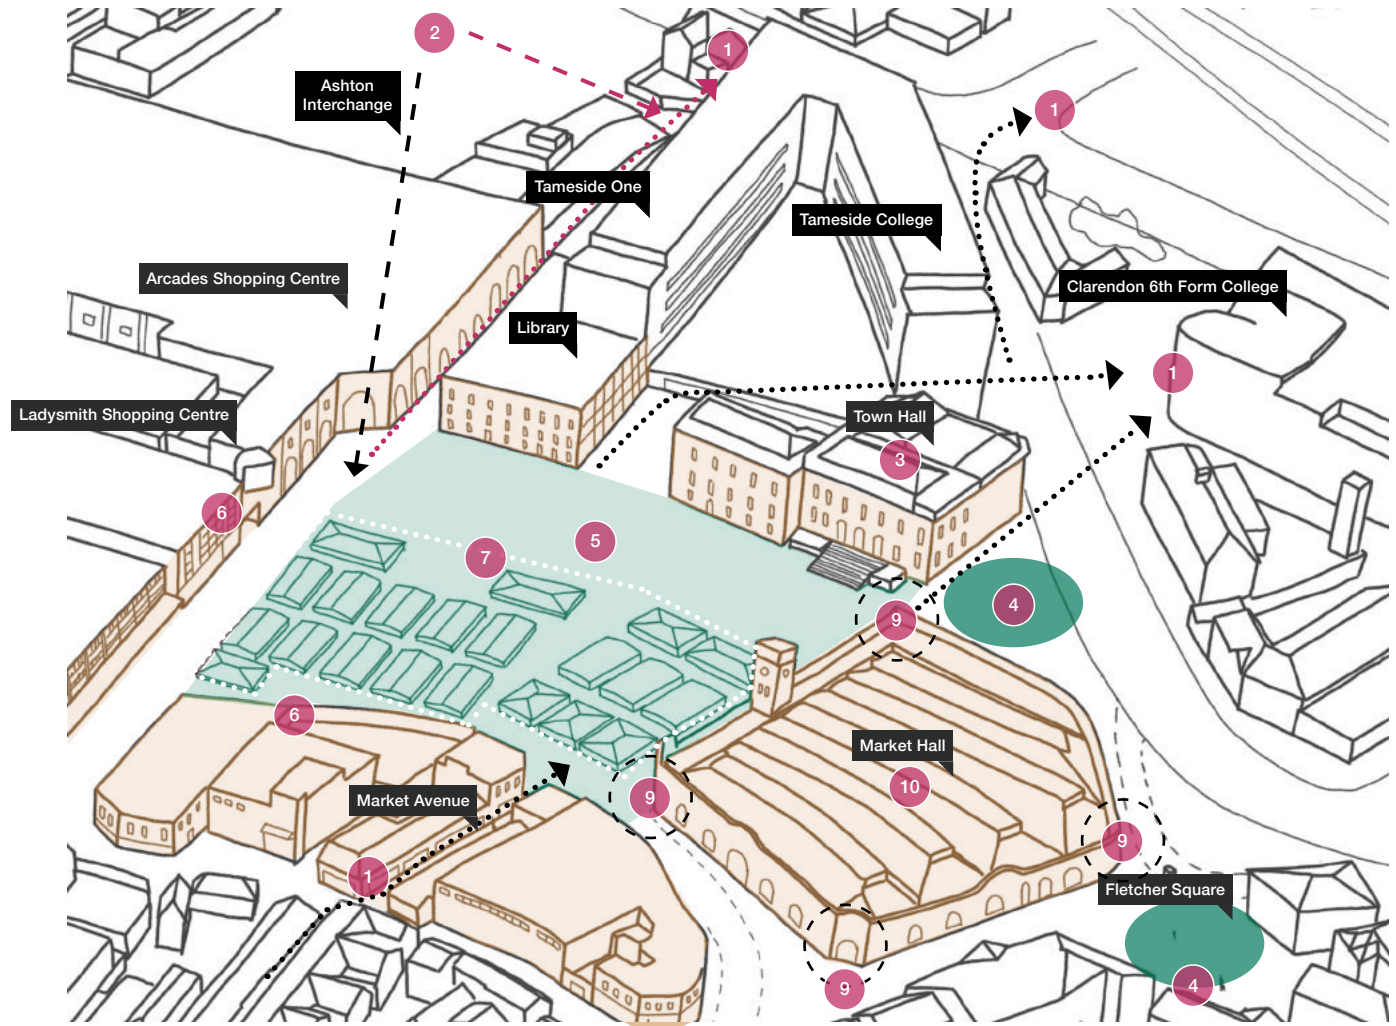 2
1
Ashton
Interchange
1
Tameside One
Tameside College
Arcades Shopping Centre
Clarendon 6th Form College
Library
1
Ladysmith Shopping Centre
Town Hall
3
6
5
7
4
9
6
Market Hall
10
9
Market Avenue
9
1
Fletcher Square
4
9